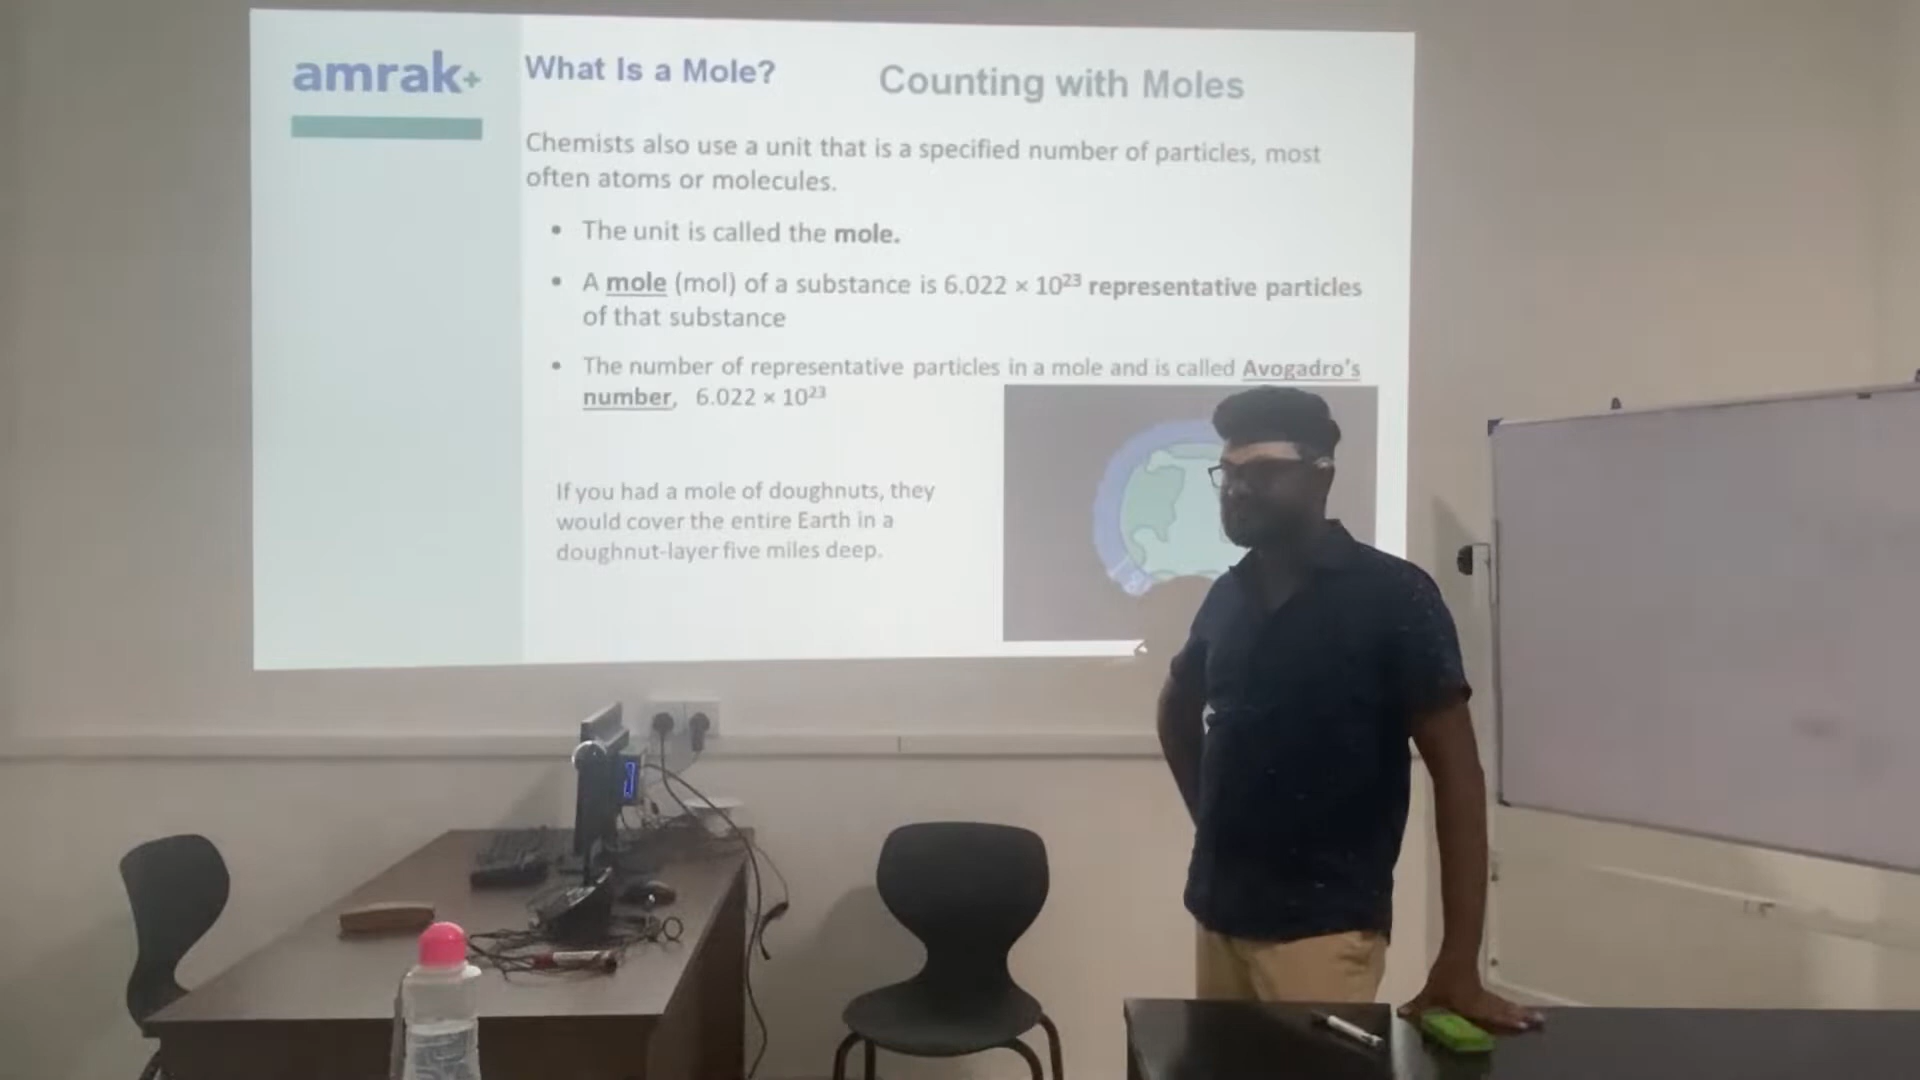 amrak+
What Is a Mole?
Counting with Moles
Chemists also use a unit that is a specified number of particles, most
often atoms or molecules.
• The unit is called the mole.
• A mole (mol) of a substance is 6.022 × 10²³ representative particles
of that substance
• The number of representative particles in a mole and is called Avogadro's
number, 6.022 × 10²³
If you had a mole of doughnuts, they
would cover the entire Earth in a
doughnut-layer five miles deep.